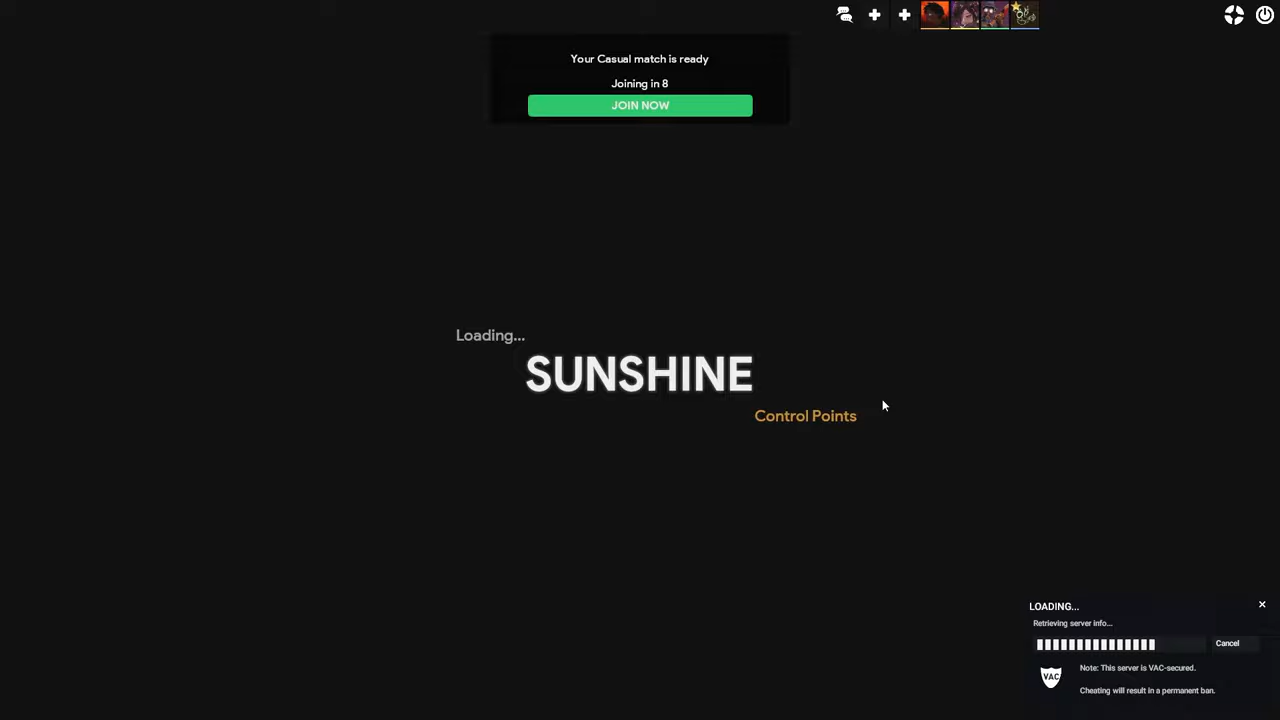 Your Casual match is ready
Joining in 8
JOIN NOW
Loading...
SUNSHINE
Control Points
LOADING...
Retrieving server info...
Cancel
VAC
Note: This server is VAC-secured.
Cheating will result in a permanent ban.